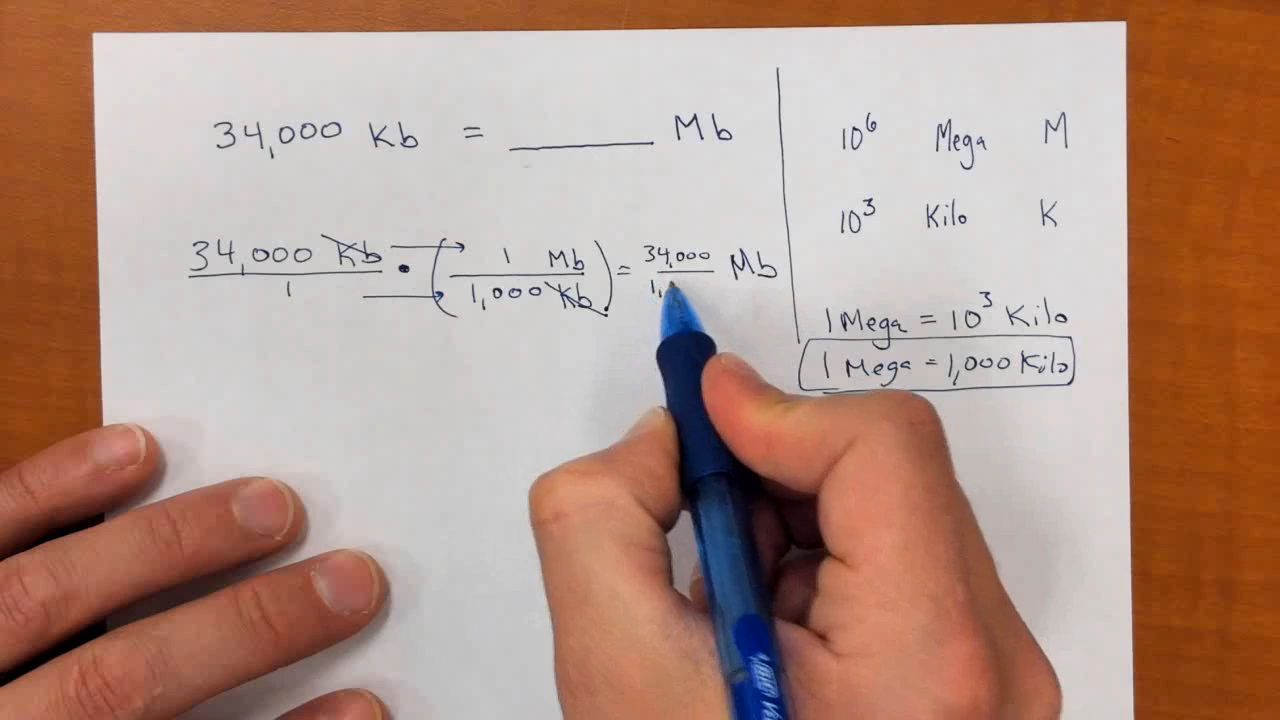 34,000 Kb = ______ Mb
34,000 Kb
1
•
( 1 Mb
1,000 Kb )
=
34,000
1,
Mb
10⁶ Mega M
10³ Kilo K
1 Mega = 10³ Kilo
1 Mega = 1,000 Kilo